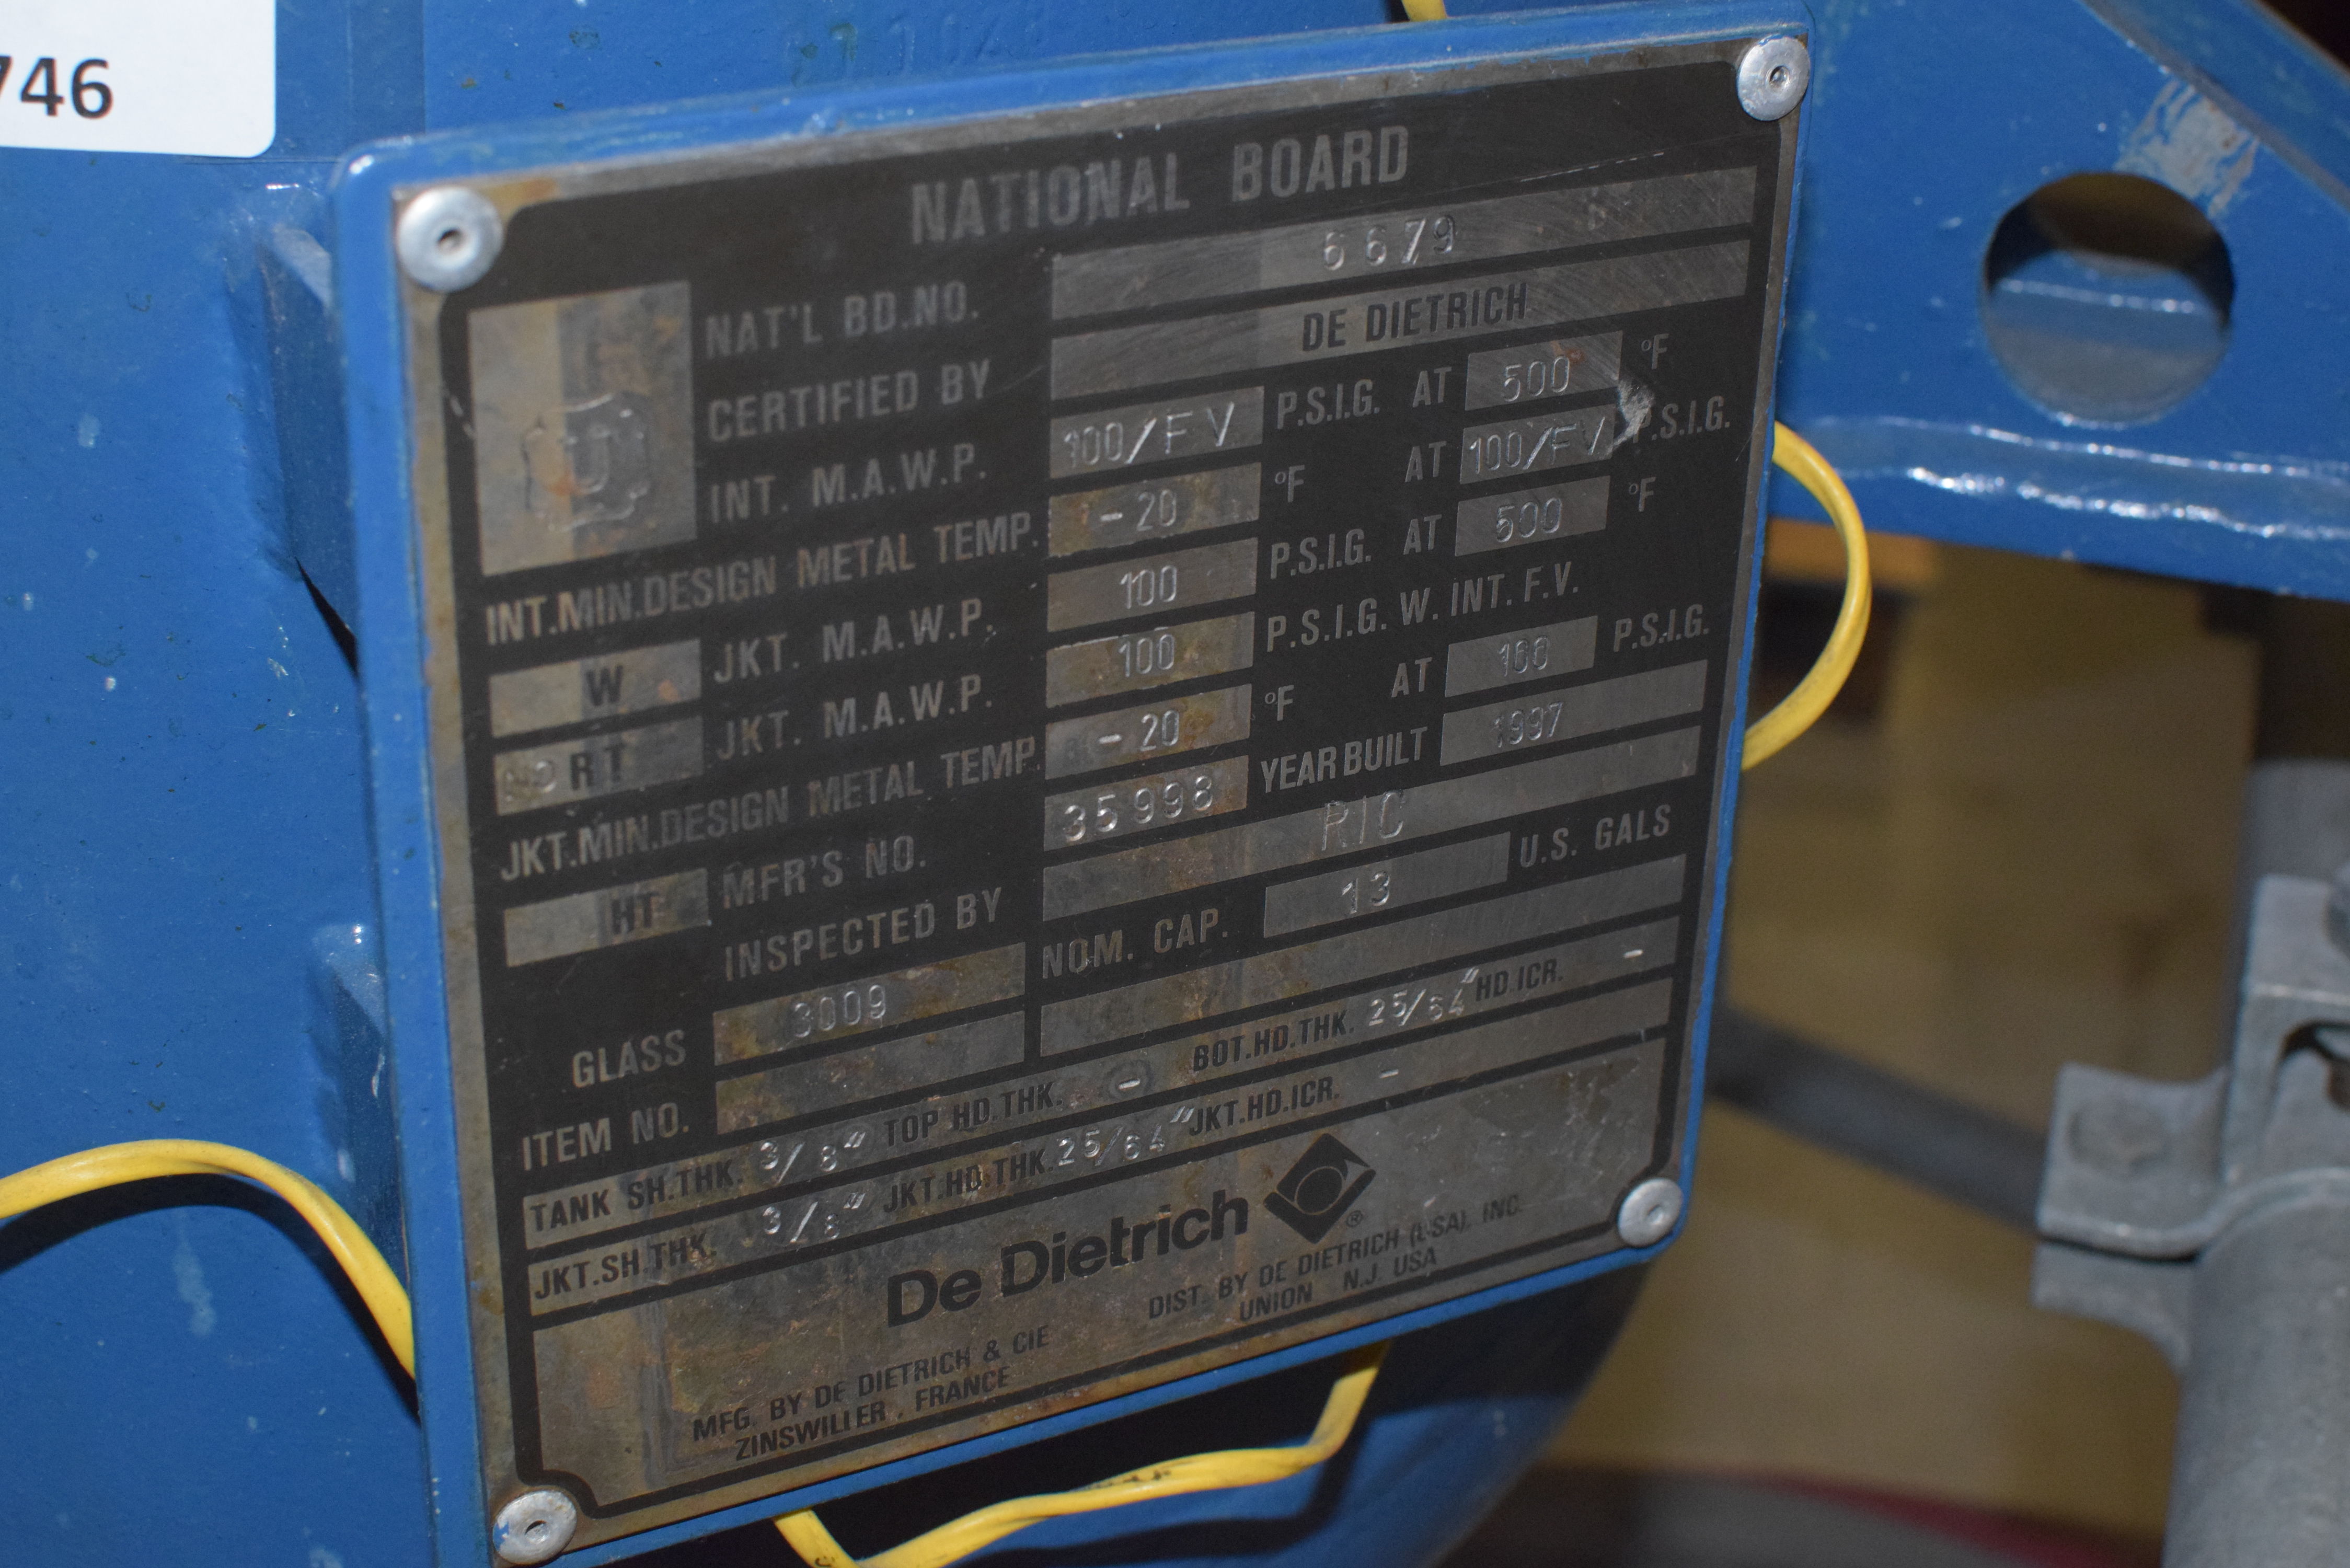 746
NATIONAL BOARD
NAT'L BD.NO. 6679
CERTIFIED BY DE DIETRICH
INT. M.A.W.P. 100/FV P.S.I.G. AT 500 °F
INT.MIN.DESIGN METAL TEMP. -20 °F AT 100/FV P.S.I.G.
W JKT. M.A.W.P. 100 P.S.I.G. AT 500 °F
NO RT JKT. M.A.W.P. 100 P.S.I.G. W. INT. F.V.
JKT.MIN.DESIGN METAL TEMP. -20 °F AT 100 P.S.I.G.
HT MFR'S NO. 35998 YEAR BUILT 1997
INSPECTED BY RIC
GLASS 3009 NOM. CAP. 13 U.S. GALS
ITEM NO.
TANK SH.THK. 3/8" TOP HD.THK. - BOT.HD.THK. 25/64" HD.ICR. -
JKT.SH.THK. 3/8" JKT.HD.THK. 25/64" JKT.HD.ICR. -
De Dietrich ®
MFG. BY DE DIETRICH & CIE
ZINSWILLER , FRANCE
DIST. BY DE DIETRICH (USA), INC.
UNION N.J. USA